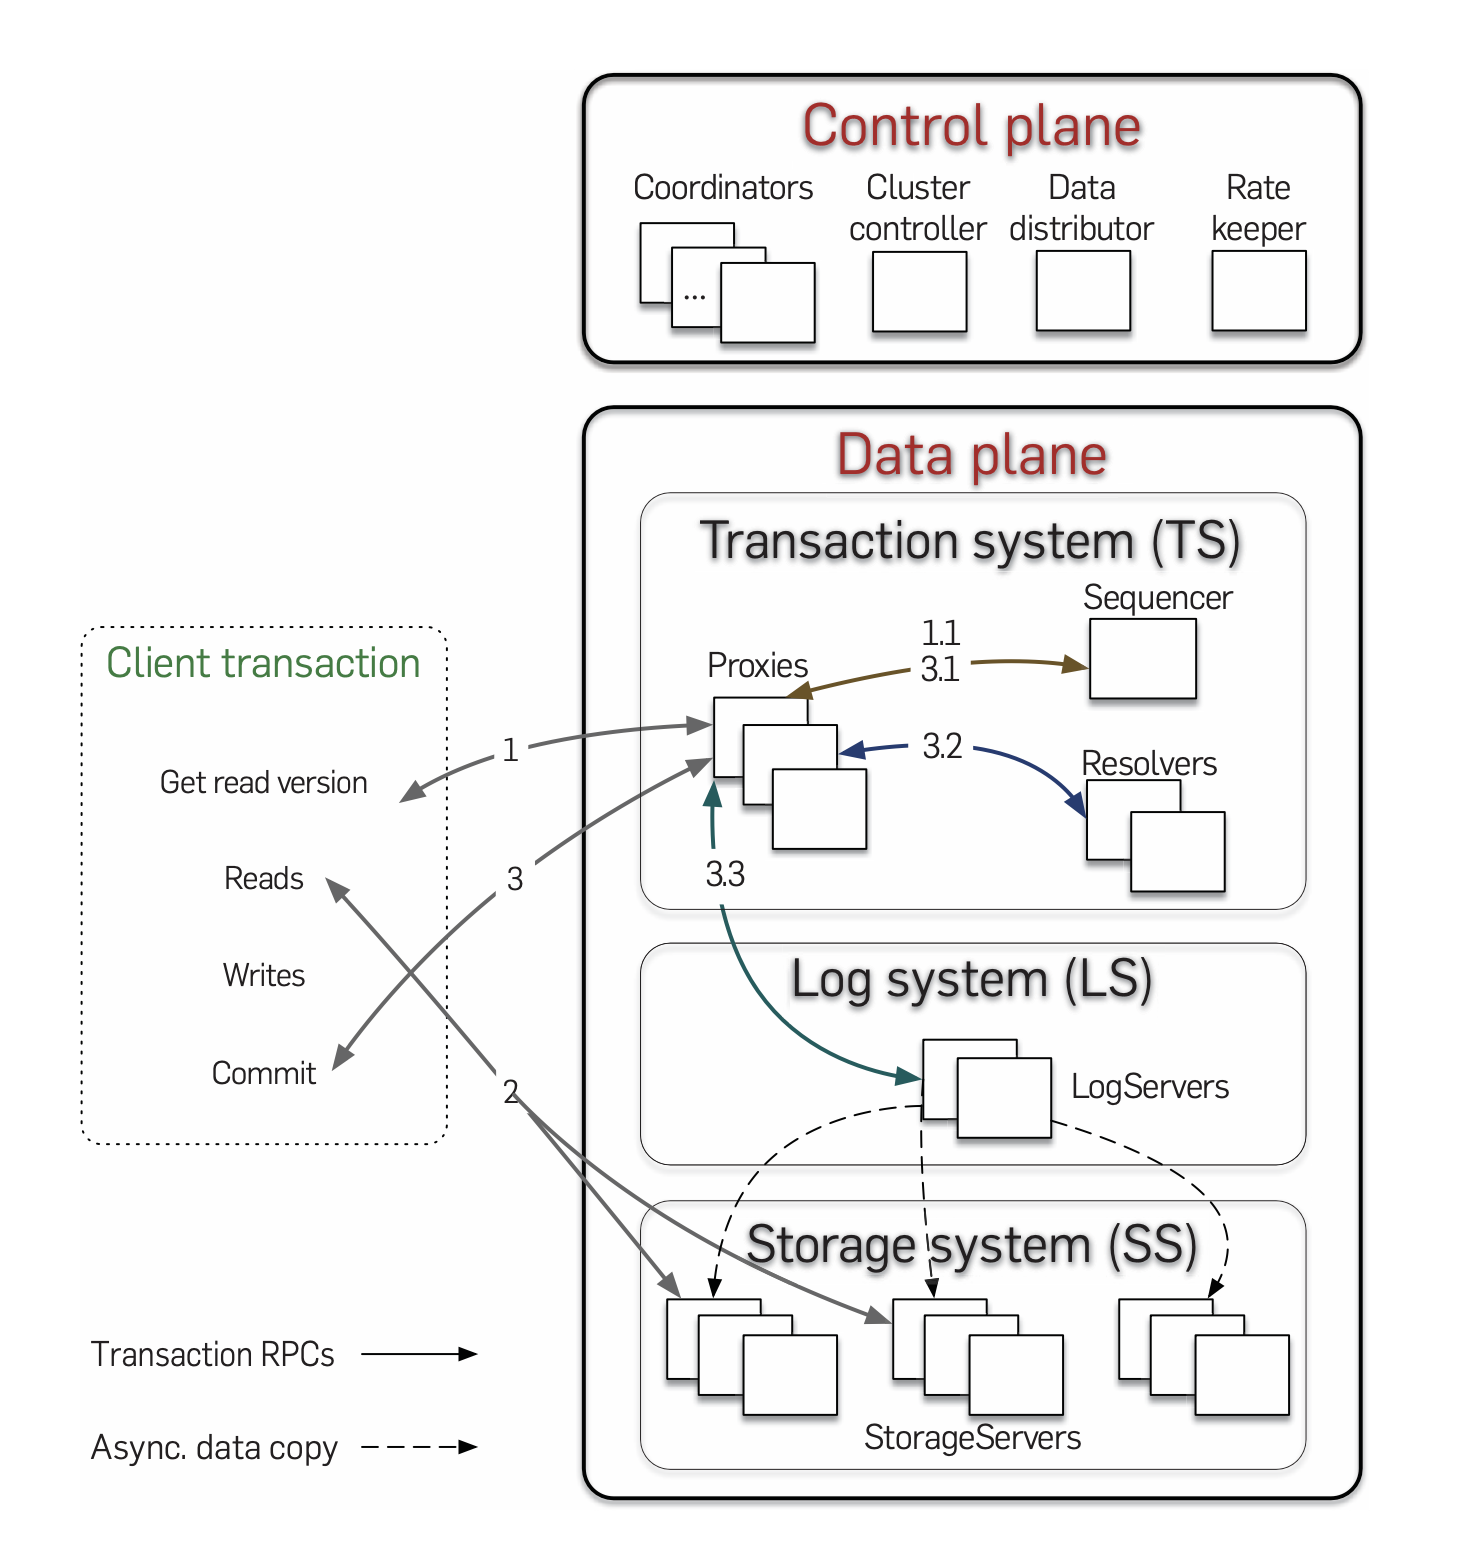 Control plane
Coordinators
Cluster
controller
Data
distributor
Rate
keeper
...
Data plane
Transaction system (TS)
Sequencer
1.1
3.1
Proxies
3.2
Resolvers
3.3
Client transaction
1
Get read version
Reads
3
Writes
Commit
2
Log system (LS)
LogServers
Storage system (SS)
StorageServers
Transaction RPCs
Async. data copy